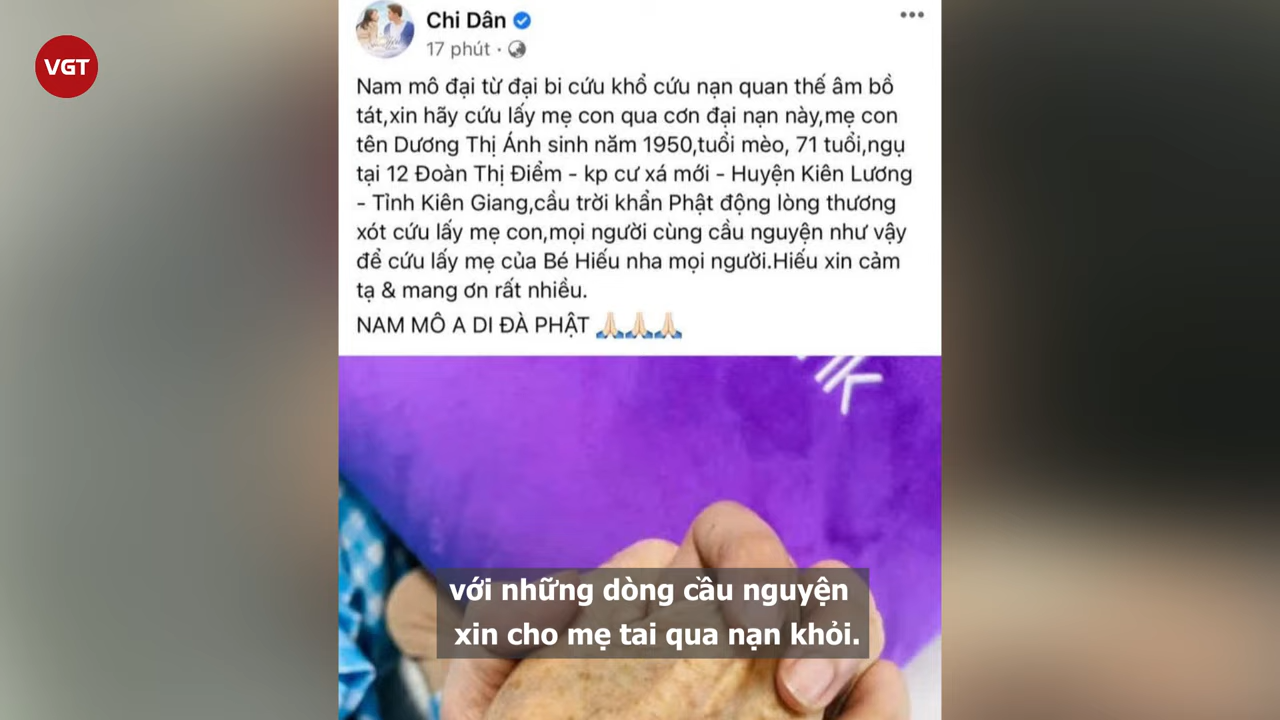 VGT
Chi Dân
17 phút ·
Nam mô đại từ đại bi cứu khổ cứu nạn quan thế âm bồ
tát,xin hãy cứu lấy mẹ con qua cơn đại nạn này,mẹ con
tên Dương Thị Ánh sinh năm 1950,tuổi mèo, 71 tuổi,ngụ
tại 12 Đoàn Thị Điểm - kp cư xá mới - Huyện Kiên Lương
- Tỉnh Kiên Giang,cầu trời khẩn Phật động lòng thương
xót cứu lấy mẹ con,mọi người cùng cầu nguyện như vậy
để cứu lấy mẹ của Bé Hiếu nha mọi người.Hiếu xin cảm
tạ & mang ơn rất nhiều.
NAM MÔ A DI ĐÀ PHẬT 🙏🏻🙏🏻🙏🏻
với những dòng cầu nguyện
xin cho mẹ tai qua nạn khỏi.